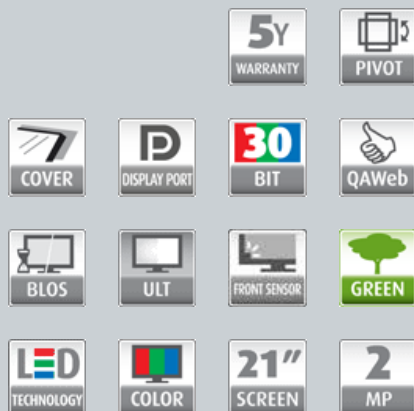 5Y
WARRANTY
PIVOT
COVER
DISPLAY PORT
30
BIT
QAWeb
BLOS
ULT
FRONT SENSOR
GREEN
LED
TECHNOLOGY
COLOR
21"
SCREEN
2
MP